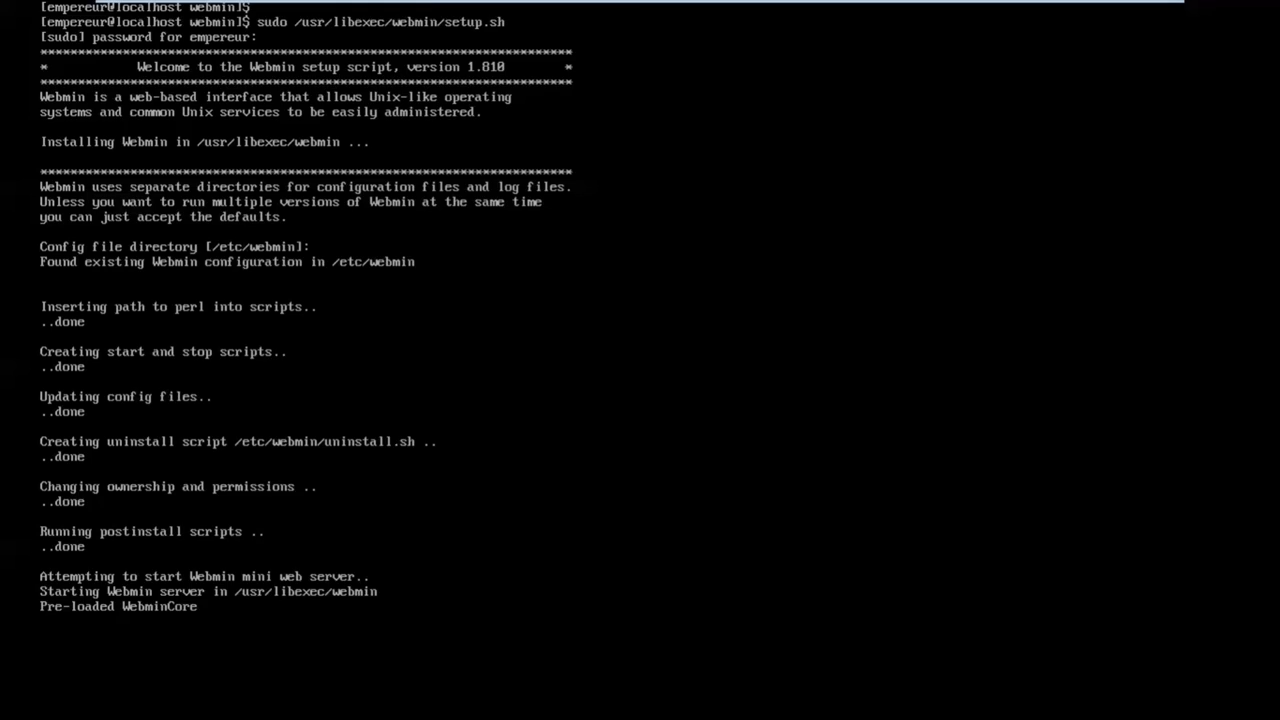 [empereur@localhost webmin]$
[empereur@localhost webmin]$ sudo /usr/libexec/webmin/setup.sh
[sudo] password for empereur:
***********************************************************************
*            Welcome to the Webmin setup script, version 1.810        *
***********************************************************************
Webmin is a web-based interface that allows Unix-like operating
systems and common Unix services to be easily administered.
Installing Webmin in /usr/libexec/webmin ...
***********************************************************************
Webmin uses separate directories for configuration files and log files.
Unless you want to run multiple versions of Webmin at the same time
you can just accept the defaults.
Config file directory [/etc/webmin]:
Found existing Webmin configuration in /etc/webmin
Inserting path to perl into scripts..
..done
Creating start and stop scripts..
..done
Updating config files..
..done
Creating uninstall script /etc/webmin/uninstall.sh ..
..done
Changing ownership and permissions ..
..done
Running postinstall scripts ..
..done
Attempting to start Webmin mini web server..
Starting Webmin server in /usr/libexec/webmin
Pre-loaded WebminCore